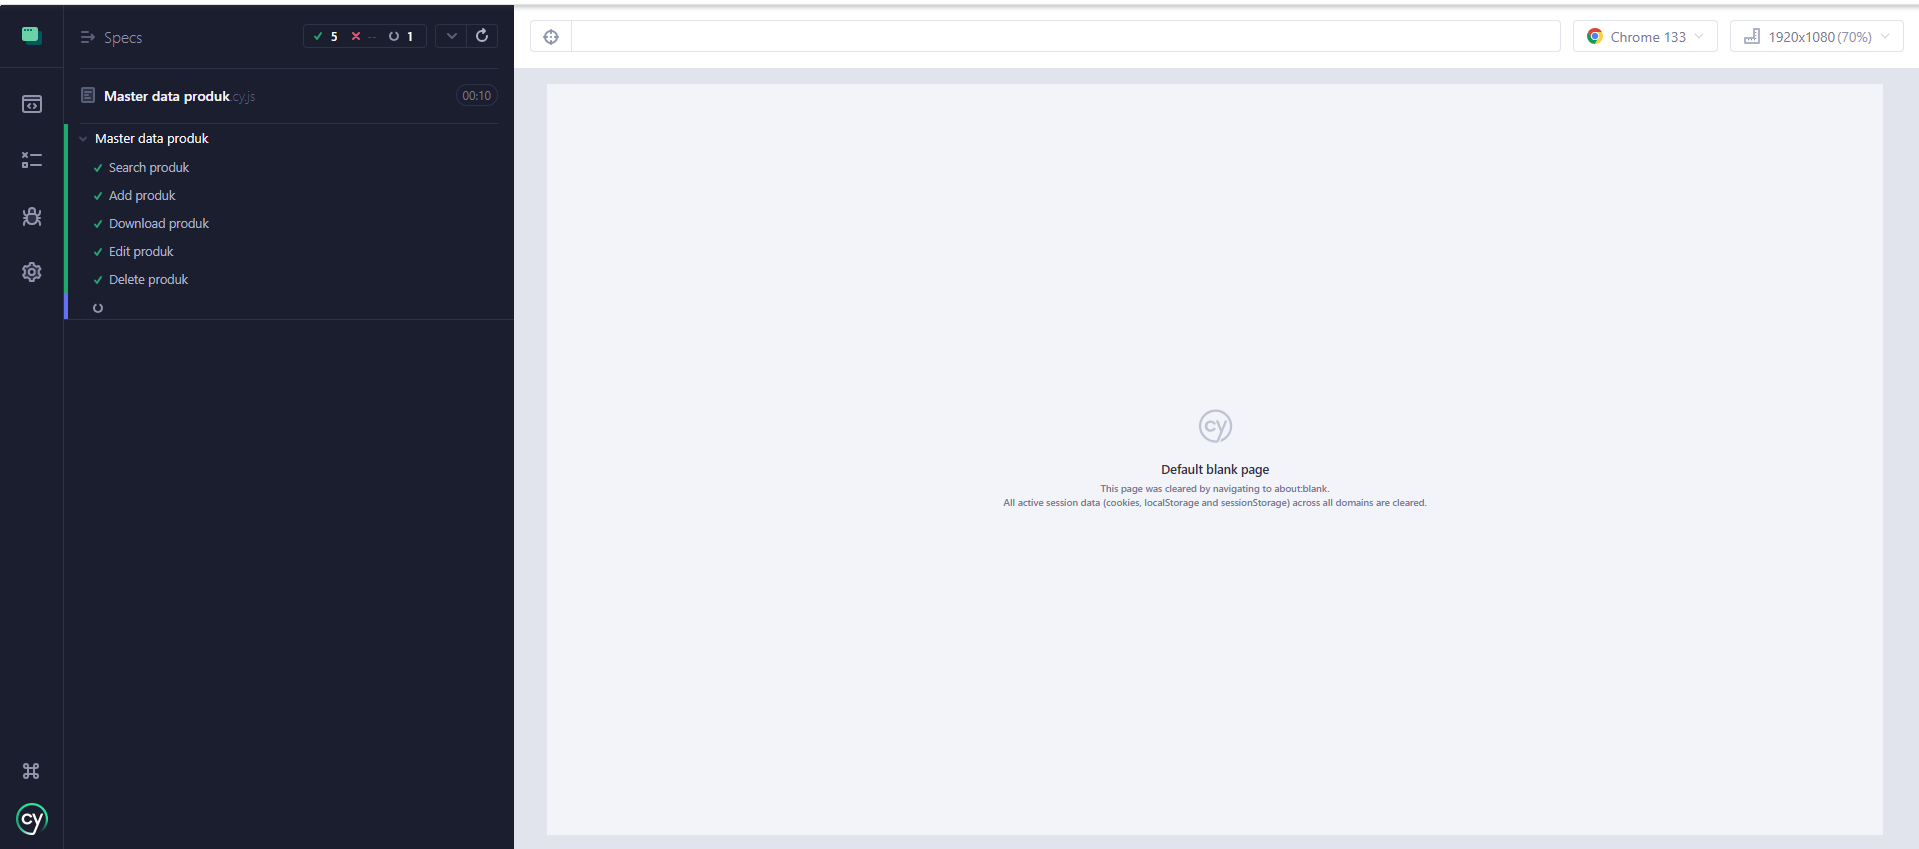 Specs
5 -- 1
Master data produk.cy.js
00:10
Master data produk
Search produk
Add produk
Download produk
Edit produk
Delete produk
cy
Chrome 133
1920x1080 (70%)
cy
Default blank page
This page was cleared by navigating to about:blank.
All active session data (cookies, localStorage and sessionStorage) across all domains are cleared.